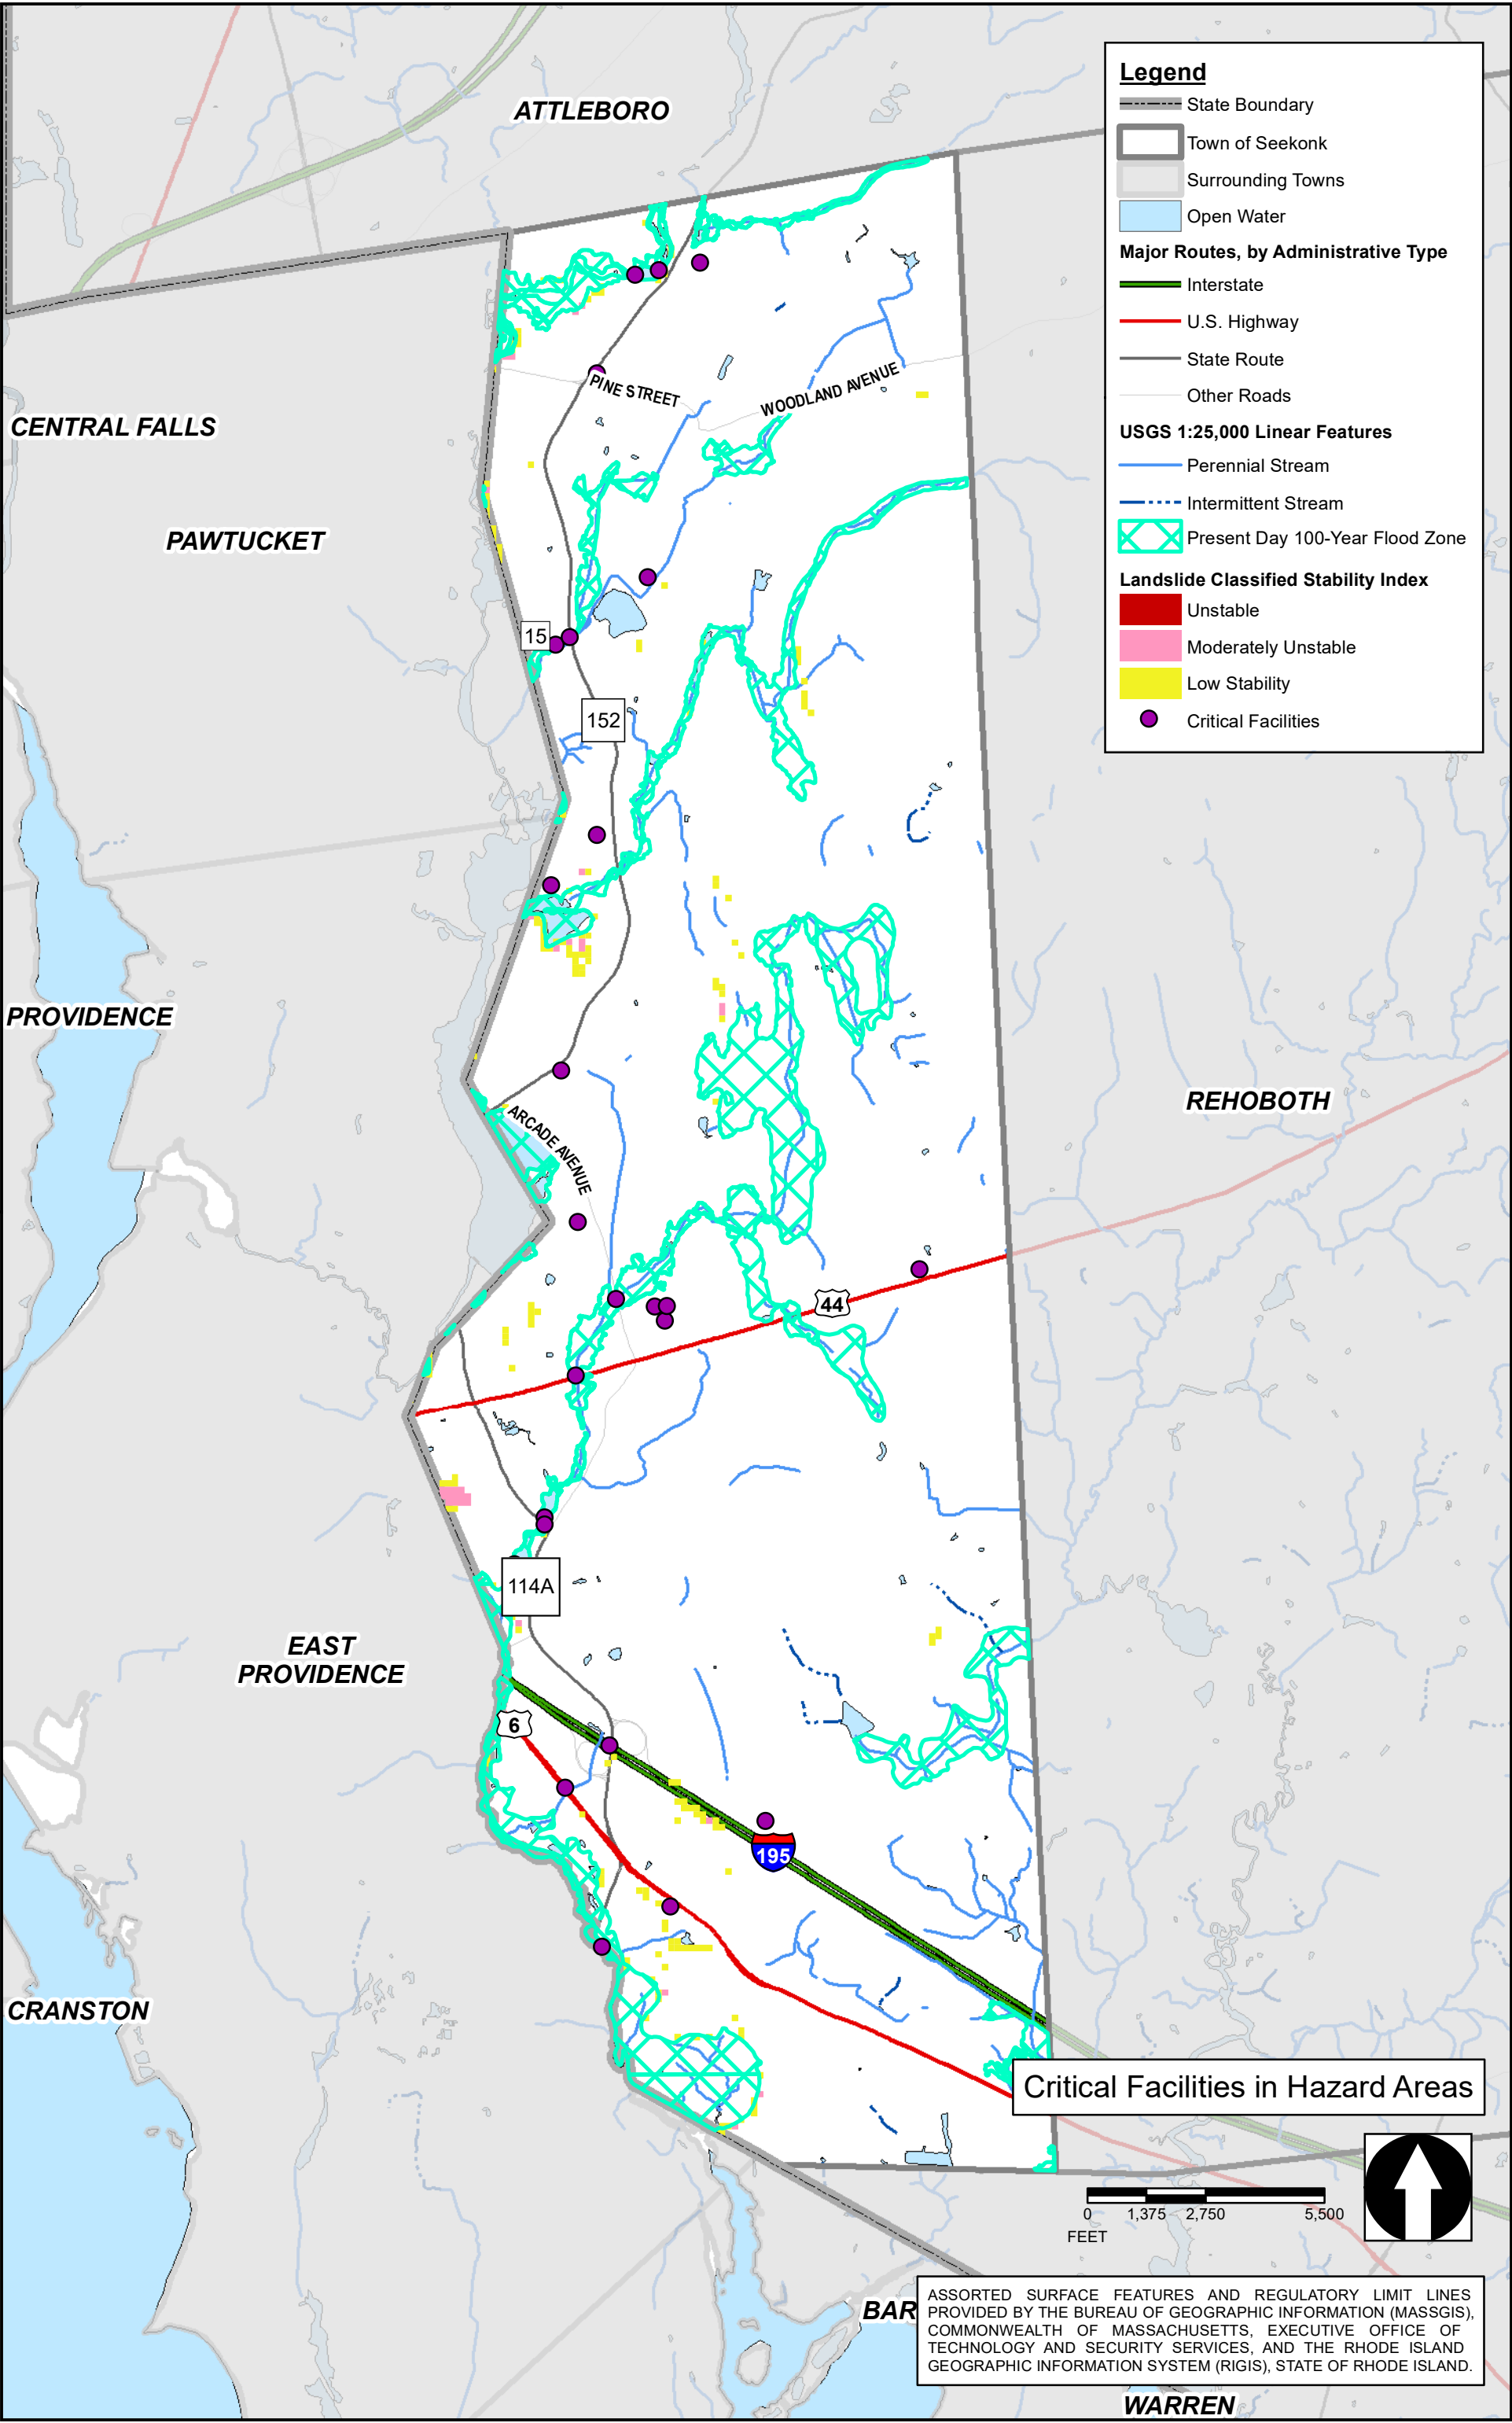 ATTLEBORO
Legend
State Boundary
Town of Seekonk
Surrounding Towns
Open Water
Major Routes, by Administrative Type
Interstate
U.S. Highway
State Route
Other Roads
USGS 1:25,000 Linear Features
Perennial Stream
Intermittent Stream
Present Day 100-Year Flood Zone
Landslide Classified Stability Index
Unstable
Moderately Unstable
Low Stability
Critical Facilities
PINE STREET
WOODLAND AVENUE
CENTRAL FALLS
PAWTUCKET
15
152
PROVIDENCE
REHOBOTH
ARCADE AVENUE
44
114A
EAST
PROVIDENCE
6
195
CRANSTON
Critical Facilities in Hazard Areas
0 1,375 2,750 5,500
FEET
BAR
ASSORTED SURFACE FEATURES AND REGULATORY LIMIT LINES
PROVIDED BY THE BUREAU OF GEOGRAPHIC INFORMATION (MASSGIS),
COMMONWEALTH OF MASSACHUSETTS, EXECUTIVE OFFICE OF
TECHNOLOGY AND SECURITY SERVICES, AND THE RHODE ISLAND
GEOGRAPHIC INFORMATION SYSTEM (RIGIS), STATE OF RHODE ISLAND.
WARREN